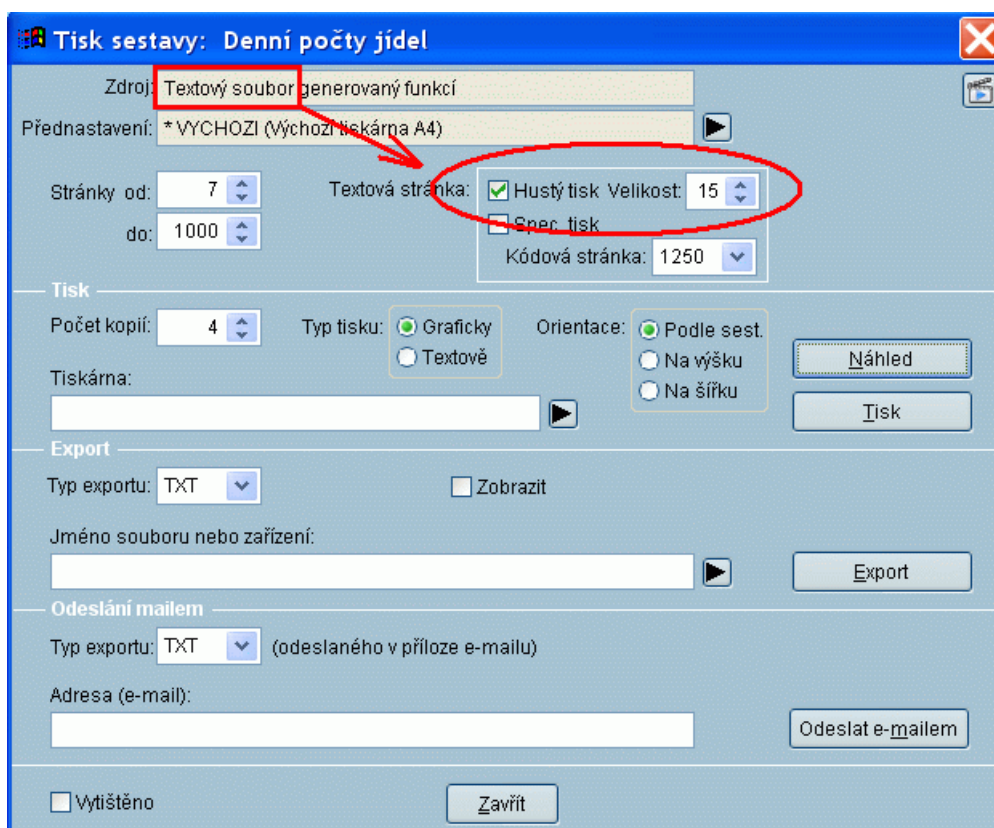 Tisk sestavy: Denní počty jídel
Zdroj: Textový soubor generovaný funkcí
Přednastavení: * VYCHOZI (Výchozí tiskárna A4)
Stránky od: 7 Textová stránka: Hustý tisk Velikost: 15
do: 1000 Spec. tisk
Kódová stránka: 1250
Tisk
Počet kopií: 4 Typ tisku: Graficky Orientace: Podle sest.
Textově Na výšku Náhled
Tiskárna: Na šířku
Tisk
Export
Typ exportu: TXT Zobrazit
Jméno souboru nebo zařízení:
Export
Odeslání mailem
Typ exportu: TXT (odeslaného v příloze e-mailu)
Adresa (e-mail):
Odeslat e-mailem
Vytištěno Zavřít